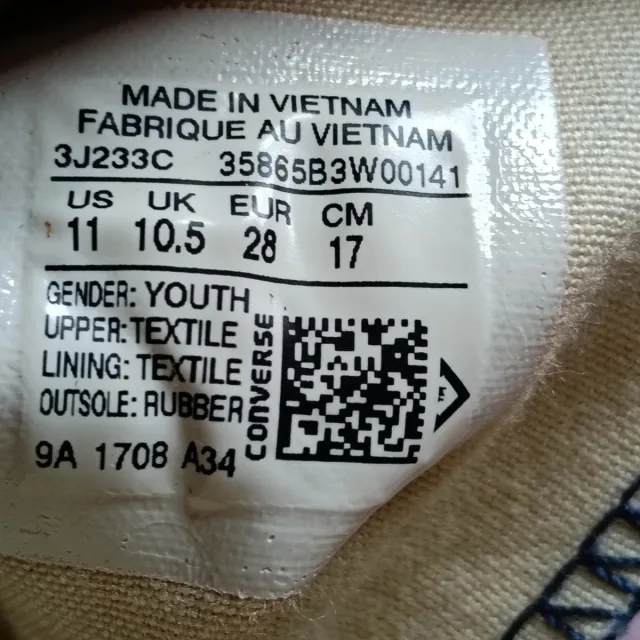 MADE IN VIETNAM
FABRIQUE AU VIETNAM
3J233C 35865B3W00141
US UK EUR CM
11 10.5 28 17
GENDER: YOUTH
UPPER: TEXTILE
LINING: TEXTILE
OUTSOLE: RUBBER
CONVERSE
9A 1708 A34